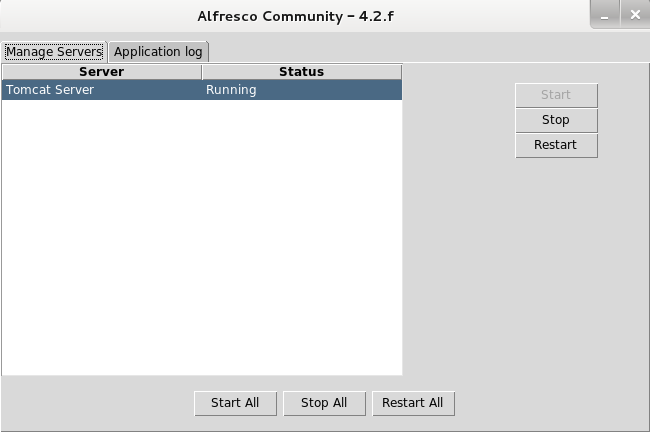 Alfresco Community – 4.2.f
Manage Servers Application log
Server Status
Tomcat Server Running
Start
Stop
Restart
Start All Stop All Restart All